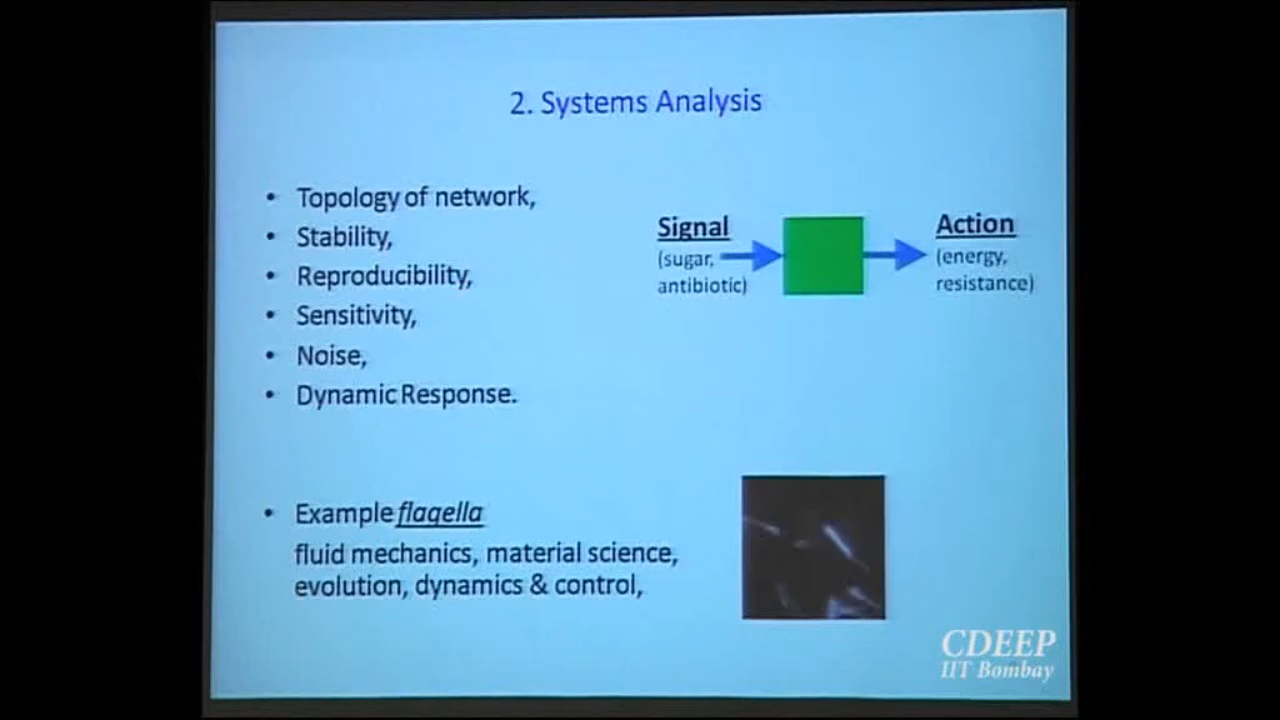 2. Systems Analysis
• Topology of network,
• Stability,
• Reproducibility,
• Sensitivity,
• Noise,
• Dynamic Response.
Signal
(sugar,
antibiotic)
Action
(energy,
resistance)
• Example flagella
fluid mechanics, material science,
evolution, dynamics & control,
CDEEP
IIT Bombay